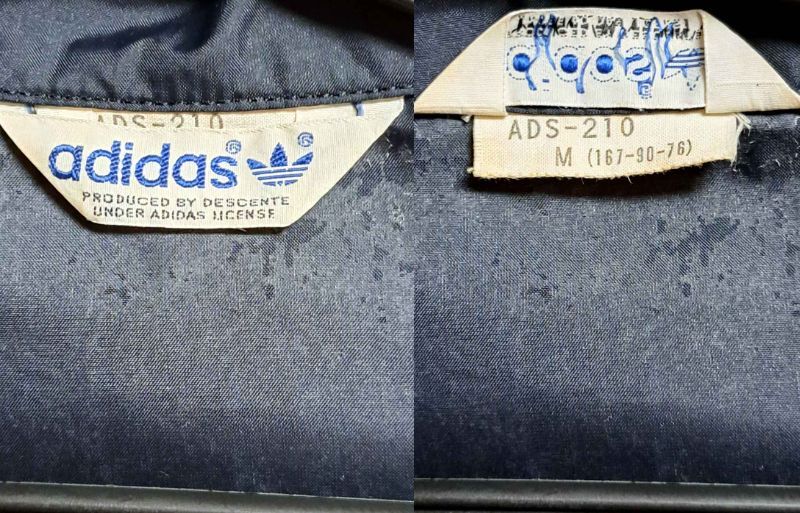 ADS-210
adidas®
PRODUCED BY DESCENTE
UNDER ADIDAS LICENSE
ADS-210
M (167-90-76)